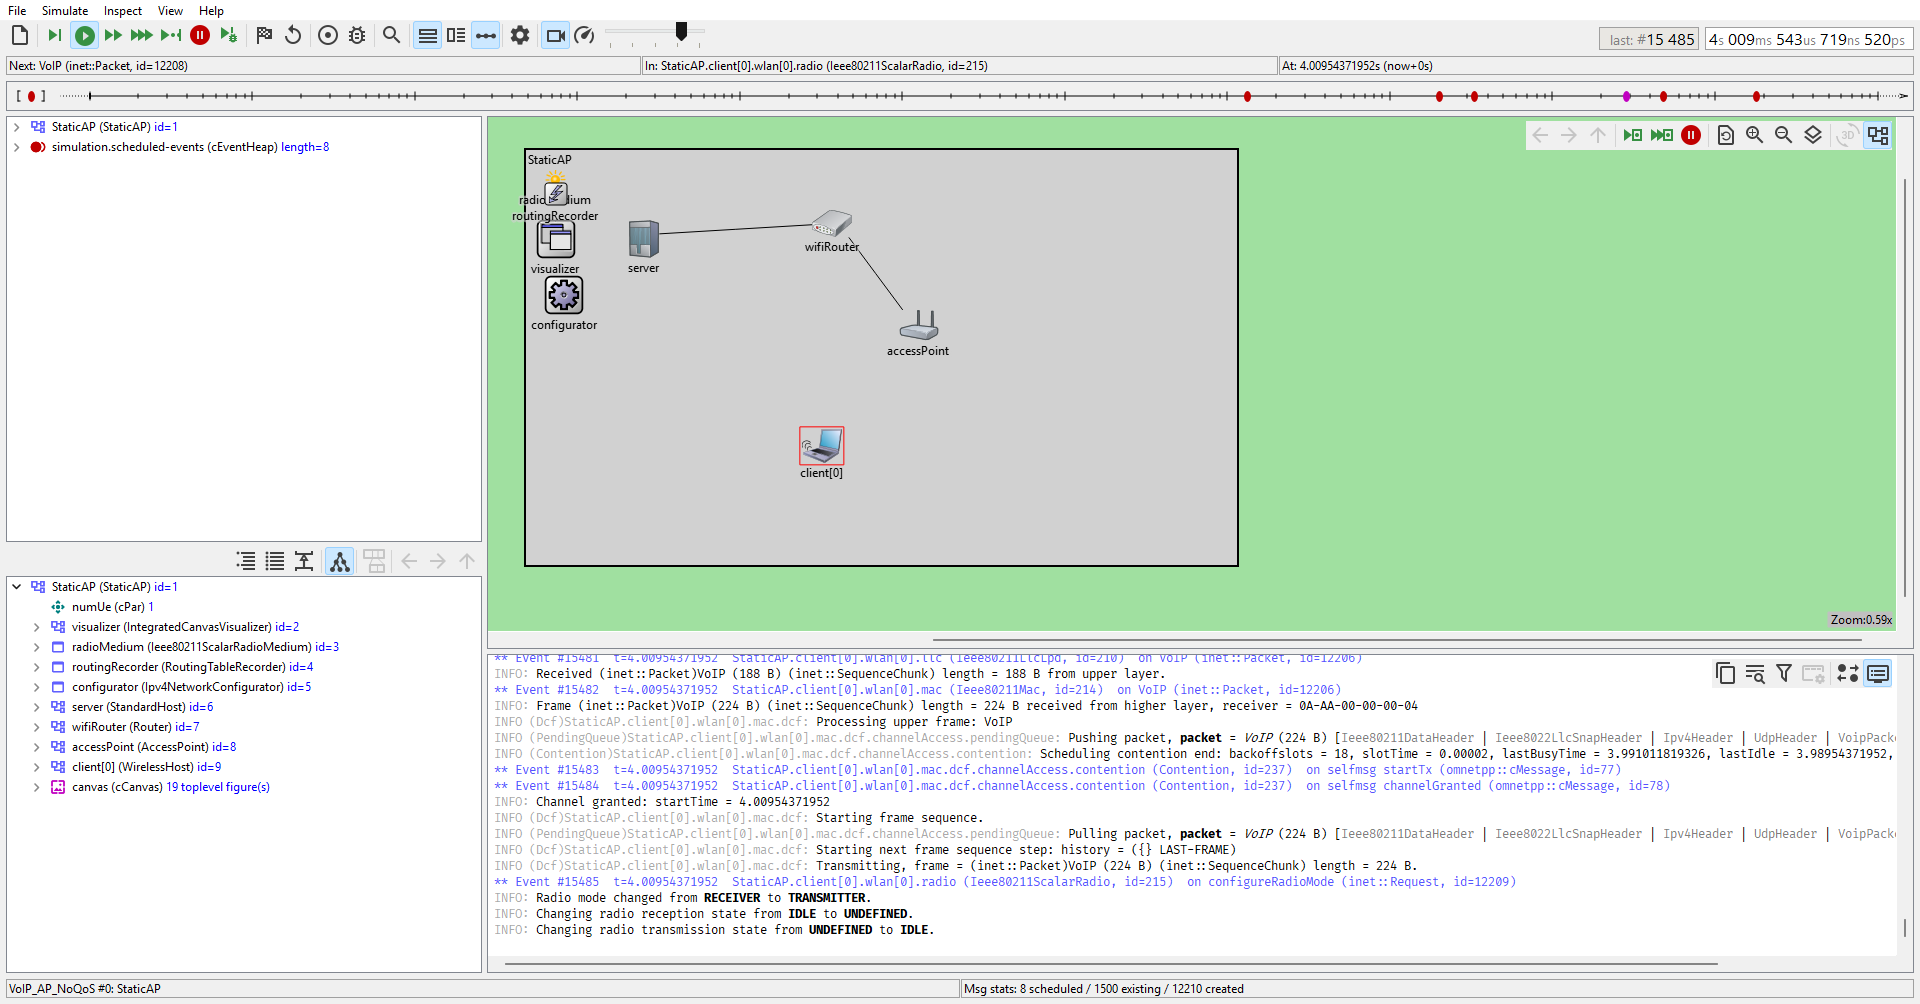 File Simulate Inspect View Help
last: #15 485
4s 009ms 543us 719ns 520ps
Next: VoIP (inet::Packet, id=12208)
In: StaticAP.client[0].wlan[0].radio (Ieee80211ScalarRadio, id=215)
At: 4.00954371952s (now+0s)
StaticAP (StaticAP) id=1
simulation.scheduled-events (cEventHeap) length=8
StaticAP
routingRecorder
visualizer
configurator
server
wifiRouter
accessPoint
client[0]
3D
Zoom:0.59x
StaticAP (StaticAP) id=1
numUe (cPar) 1
visualizer (IntegratedCanvasVisualizer) id=2
radioMedium (Ieee80211ScalarRadioMedium) id=3
routingRecorder (RoutingTableRecorder) id=4
configurator (Ipv4NetworkConfigurator) id=5
server (StandardHost) id=6
wifiRouter (Router) id=7
accessPoint (AccessPoint) id=8
client[0] (WirelessHost) id=9
canvas (cCanvas) 19 toplevel figure(s)
** Event #15481 t=4.00954371952 StaticAP.client[0].wlan[0].llc (Ieee80211LlcLpd, id=210) on VoIP (inet::Packet, id=12206)
INFO: Received (inet::Packet)VoIP (188 B) (inet::SequenceChunk) length = 188 B from upper layer.
** Event #15482 t=4.00954371952 StaticAP.client[0].wlan[0].mac (Ieee80211Mac, id=214) on VoIP (inet::Packet, id=12206)
INFO: Frame (inet::Packet)VoIP (224 B) (inet::SequenceChunk) length = 224 B received from higher layer, receiver = 0A-AA-00-00-00-04
INFO (Dcf)StaticAP.client[0].wlan[0].mac.dcf: Processing upper frame: VoIP
INFO (PendingQueue)StaticAP.client[0].wlan[0].mac.dcf.channelAccess.pendingQueue: Pushing packet, packet = VoIP (224 B) [Ieee80211DataHeader | Ieee8022LlcSnapHeader | Ipv4Header | UdpHeader | VoipPack
INFO (Contention)StaticAP.client[0].wlan[0].mac.dcf.channelAccess.contention: Scheduling contention end: backoffslots = 18, slotTime = 0.00002, lastBusyTime = 3.991011819326, lastIdle = 3.98954371952,
** Event #15483 t=4.00954371952 StaticAP.client[0].wlan[0].mac.dcf.channelAccess.contention (Contention, id=237) on selfmsg startTx (omnetpp::cMessage, id=77)
** Event #15484 t=4.00954371952 StaticAP.client[0].wlan[0].mac.dcf.channelAccess.contention (Contention, id=237) on selfmsg channelGranted (omnetpp::cMessage, id=78)
INFO: Channel granted: startTime = 4.00954371952
INFO (Dcf)StaticAP.client[0].wlan[0].mac.dcf: Starting frame sequence.
INFO (PendingQueue)StaticAP.client[0].wlan[0].mac.dcf.channelAccess.pendingQueue: Pulling packet, packet = VoIP (224 B) [Ieee80211DataHeader | Ieee8022LlcSnapHeader | Ipv4Header | UdpHeader | VoipPack
INFO (Dcf)StaticAP.client[0].wlan[0].mac.dcf: Starting next frame sequence step: history = ({} LAST-FRAME)
INFO (Dcf)StaticAP.client[0].wlan[0].mac.dcf: Transmitting, frame = (inet::Packet)VoIP (224 B) (inet::SequenceChunk) length = 224 B.
** Event #15485 t=4.00954371952 StaticAP.client[0].wlan[0].radio (Ieee80211ScalarRadio, id=215) on configureRadioMode (inet::Request, id=12209)
INFO: Radio mode changed from RECEIVER to TRANSMITTER.
INFO: Changing radio reception state from IDLE to UNDEFINED.
INFO: Changing radio transmission state from UNDEFINED to IDLE.
VoIP_AP_NoQoS #0: StaticAP
Msg stats: 8 scheduled / 1500 existing / 12210 created